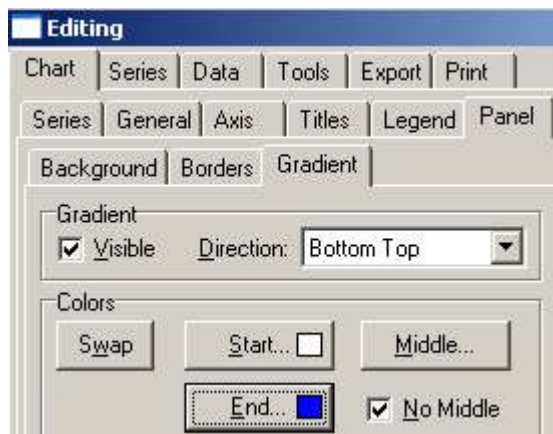 Editing
Chart Series Data Tools Export Print
Series General Axis Titles Legend Panel
Background Borders Gradient
Gradient
Visible Direction: Bottom Top
Colors
Swap Start... Middle...
End... No Middle